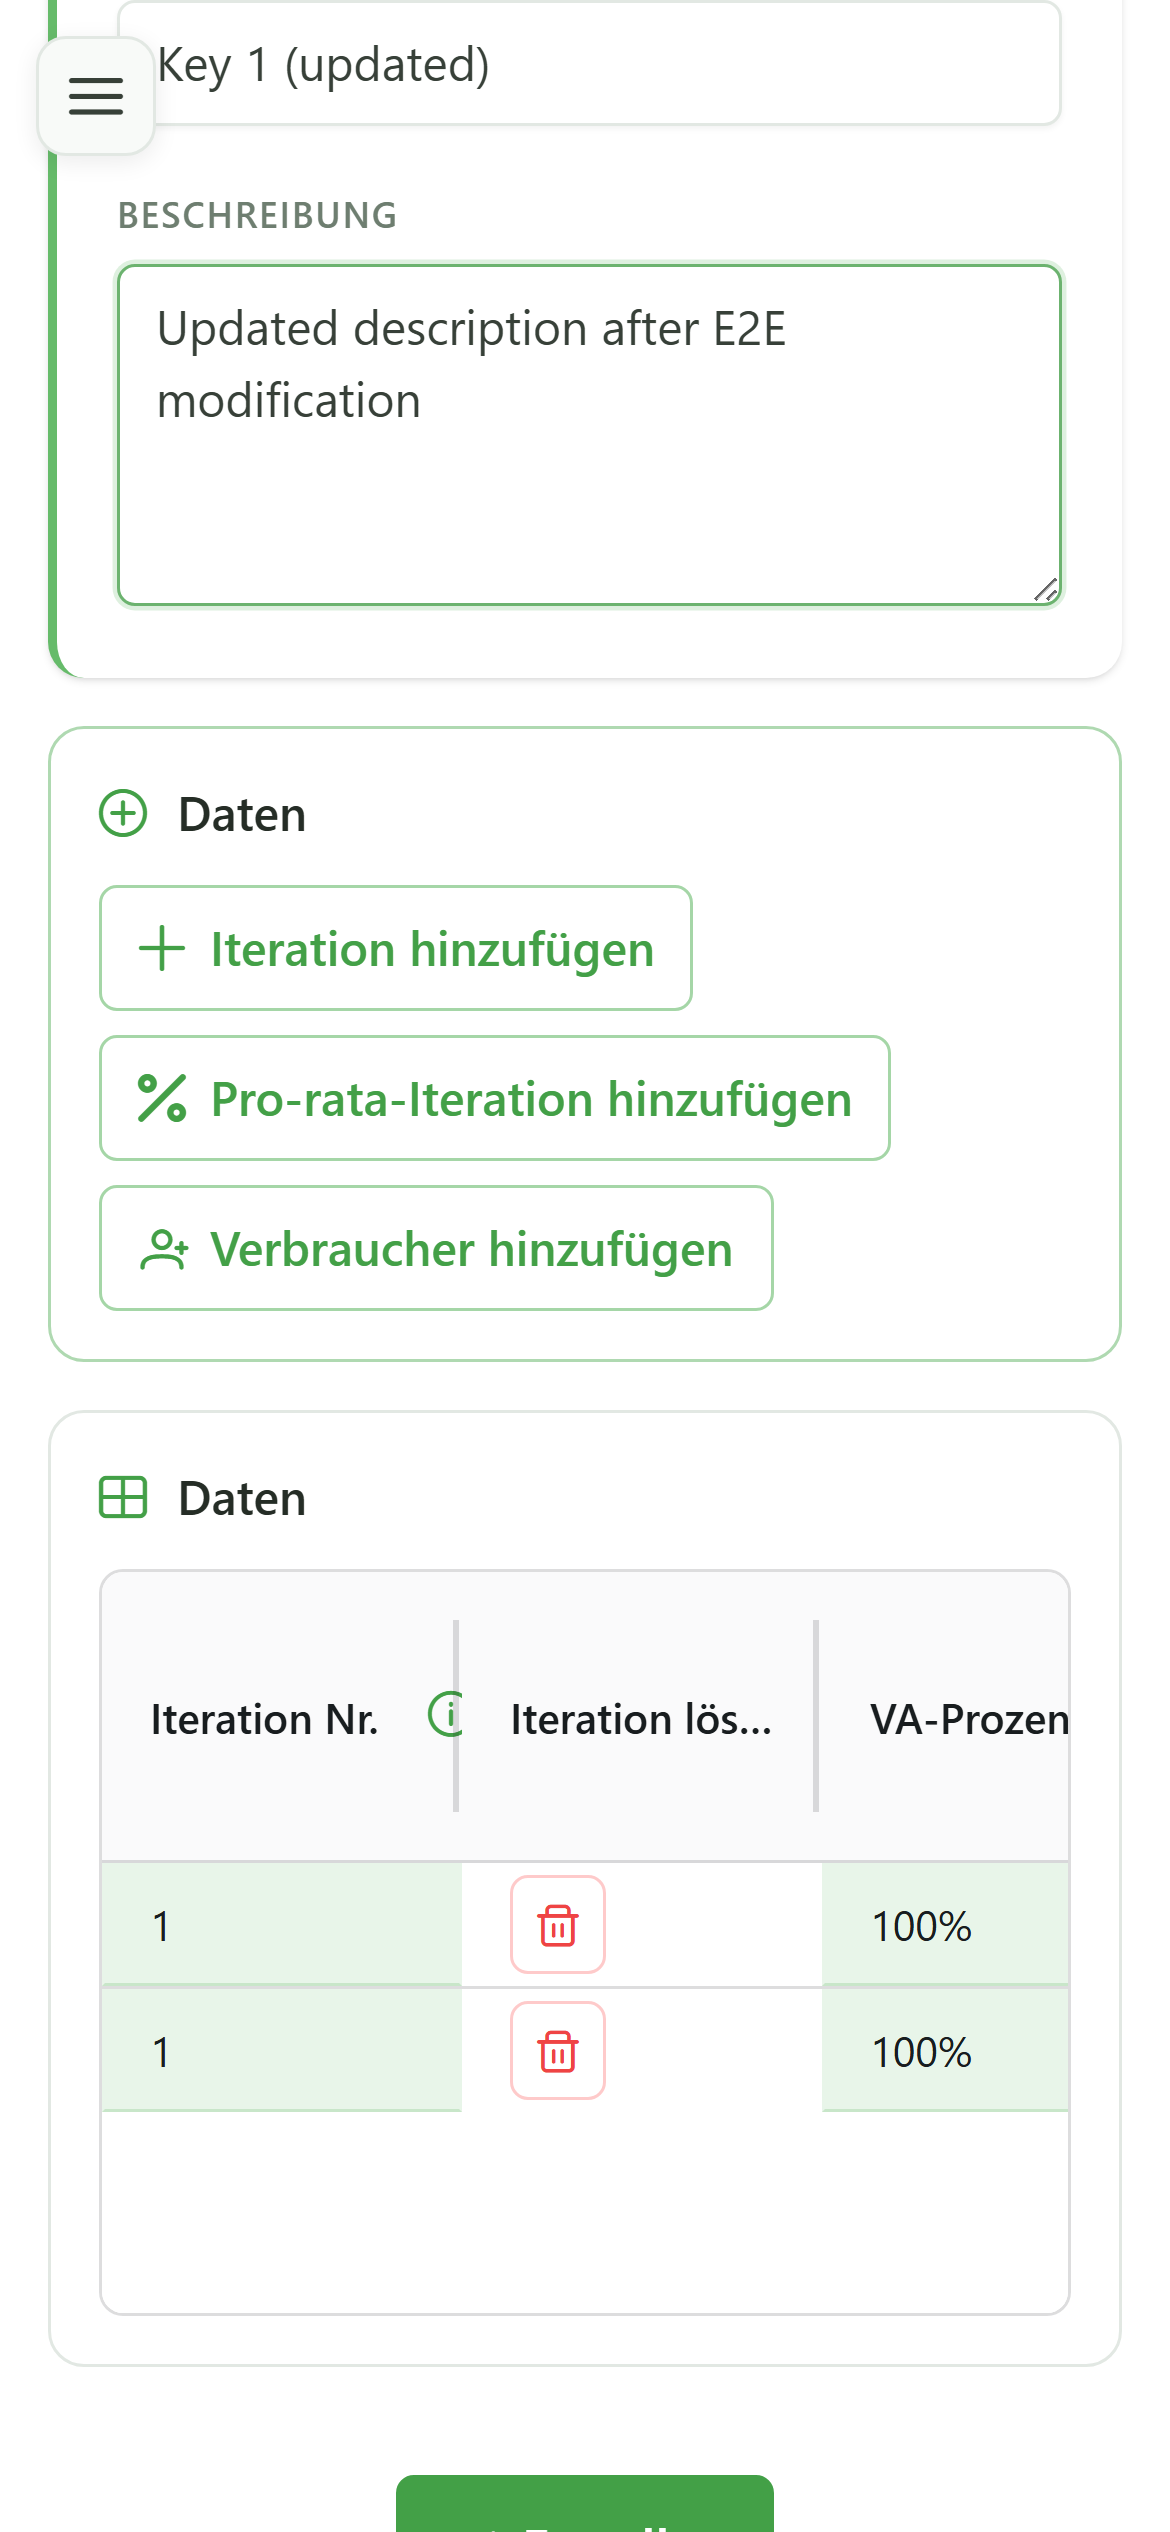 Key 1 (updated)
BESCHREIBUNG
Updated description after E2E
modification
Daten
Iteration hinzufügen
Pro-rata-Iteration hinzufügen
Verbraucher hinzufügen
Daten
Iteration Nr. Iteration lös... VA-Prozen
1 100%
1 100%